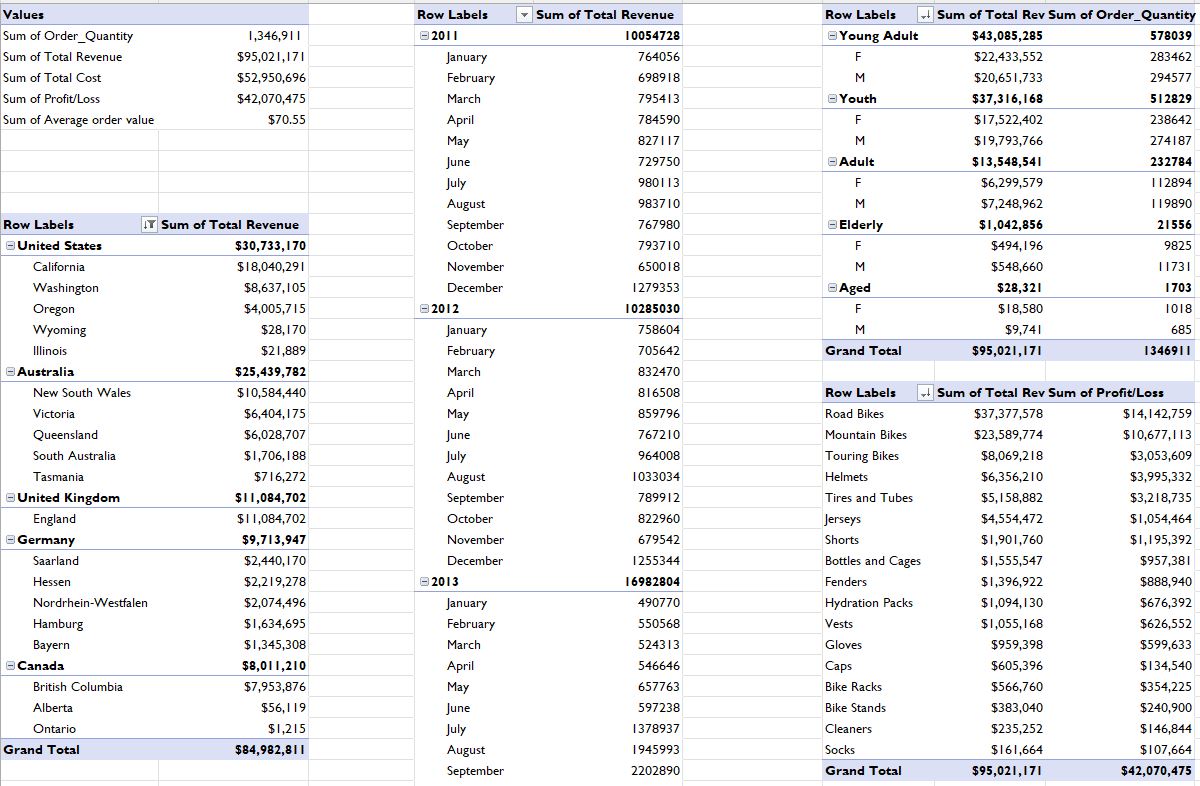 Values
Sum of Order_Quantity 1,346,911
Sum of Total Revenue $95,021,171
Sum of Total Cost $52,950,696
Sum of Profit/Loss $42,070,475
Sum of Average order value $70.55
Row Labels Sum of Total Revenue
United States $30,733,170
California $18,040,291
Washington $8,637,105
Oregon $4,005,715
Wyoming $28,170
Illinois $21,889
Australia $25,439,782
New South Wales $10,584,440
Victoria $6,404,175
Queensland $6,028,707
South Australia $1,706,188
Tasmania $716,272
United Kingdom $11,084,702
England $11,084,702
Germany $9,713,947
Saarland $2,440,170
Hessen $2,219,278
Nordrhein-Westfalen $2,074,496
Hamburg $1,634,695
Bayern $1,345,308
Canada $8,011,210
British Columbia $7,953,876
Alberta $56,119
Ontario $1,215
Grand Total $84,982,811
Row Labels Sum of Total Revenue
2011 10054728
January 764056
February 698918
March 795413
April 784590
May 827117
June 729750
July 980113
August 983710
September 767980
October 793710
November 650018
December 1279353
2012 10285030
January 758604
February 705642
March 832470
April 816508
May 859796
June 767210
July 964008
August 1033034
September 789912
October 822960
November 679542
December 1255344
2013 16982804
January 490770
February 550568
March 524313
April 546646
May 657763
June 597238
July 1378937
August 1945993
September 2202890
Row Labels Sum of Total Rev Sum of Order_Quantity
Young Adult $43,085,285 578039
F $22,433,552 283462
M $20,651,733 294577
Youth $37,316,168 512829
F $17,522,402 238642
M $19,793,766 274187
Adult $13,548,541 232784
F $6,299,579 112894
M $7,248,962 119890
Elderly $1,042,856 21556
F $494,196 9825
M $548,660 11731
Aged $28,321 1703
F $18,580 1018
M $9,741 685
Grand Total $95,021,171 1346911
Row Labels Sum of Total Rev Sum of Profit/Loss
Road Bikes $37,377,578 $14,142,759
Mountain Bikes $23,589,774 $10,677,113
Touring Bikes $8,069,218 $3,053,609
Helmets $6,356,210 $3,995,332
Tires and Tubes $5,158,882 $3,218,735
Jerseys $4,554,472 $1,054,464
Shorts $1,901,760 $1,195,392
Bottles and Cages $1,555,547 $957,381
Fenders $1,396,922 $888,940
Hydration Packs $1,094,130 $676,392
Vests $1,055,168 $626,552
Gloves $959,398 $599,633
Caps $605,396 $134,540
Bike Racks $566,760 $354,225
Bike Stands $383,040 $240,900
Cleaners $235,252 $146,844
Socks $161,664 $107,664
Grand Total $95,021,171 $42,070,475